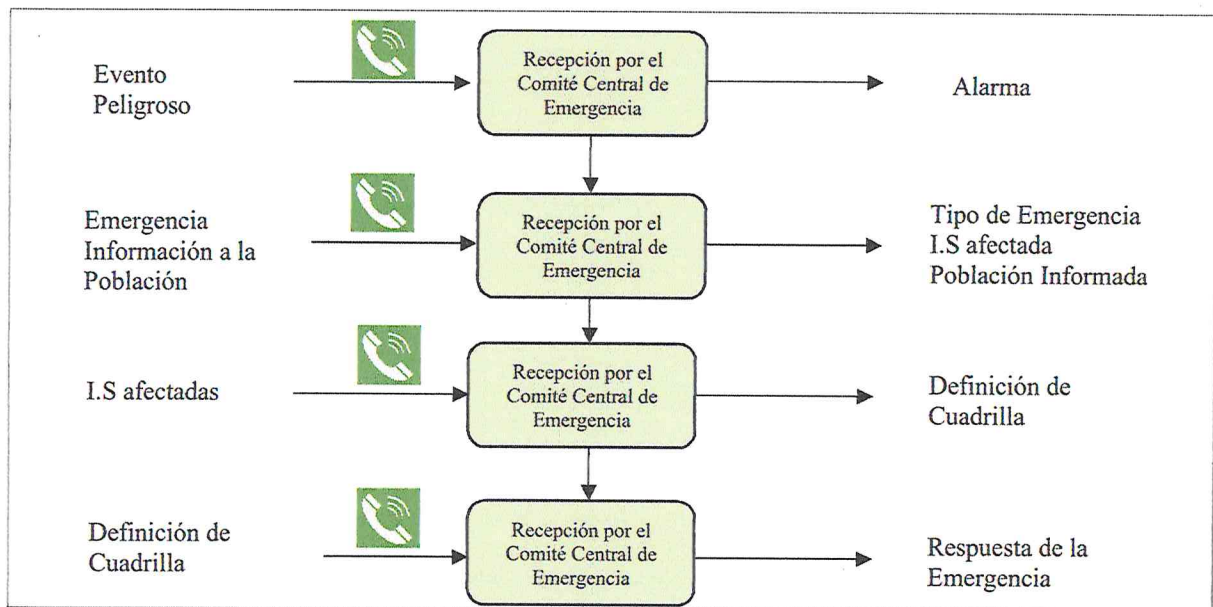 Evento
Peligroso
Recepción por el
Comité Central de
Emergencia
Alarma
Emergencia
Información a la
Población
Recepción por el
Comité Central de
Emergencia
Tipo de Emergencia
I.S afectada
Población Informada
I.S afectadas
Recepción por el
Comité Central de
Emergencia
Definición de
Cuadrilla
Definición de
Cuadrilla
Recepción por el
Comité Central de
Emergencia
Respuesta de la
Emergencia